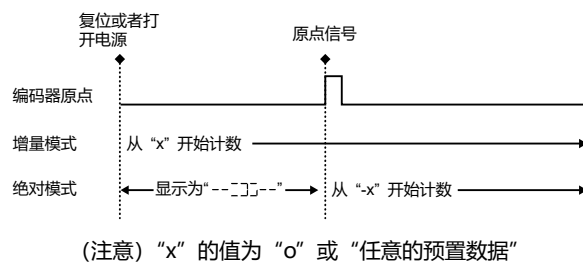 复位或者打
开电源
原点信号
编码器原点
增量模式 从 “x” 开始计数
绝对模式 显示为“ ” 从 “-x” 开始计数
(注意)“x” 的值为 “o” 或 “任意的预置数据”